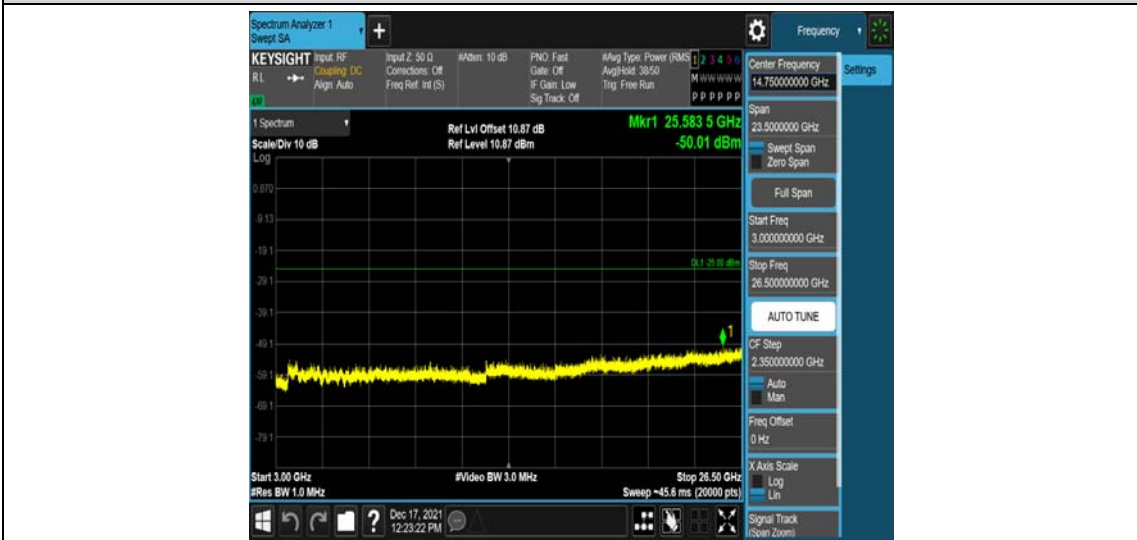 Spectrum Analyzer 1
Swept SA
+
Frequency
KEYSIGHT
RL
Input: RF
Coupling: DC
Align: Auto
Input Z: 50 Ω
Corrections: Off
Freq Ref: Int (S)
#Atten: 10 dB
PNO: Fast
Gate: Off
IF Gain: Low
Sig Track: Off
#Avg Type: Power (RMS
Avg|Hold: 38/50
Trig: Free Run
1 2 3 4 5 6
M W W W W W
P P P P P P
Center Frequency
14.750000000 GHz
Settings
1 Spectrum
Scale/Div 10 dB
Log
Ref Lvl Offset 10.87 dB
Ref Level 10.87 dBm
Mkr1 25.583 5 GHz
-50.01 dBm
0.870
-9.13
-19.1
-29.1
-39.1
-49.1
-59.1
-69.1
-79.1
DL1 -25.00 dBm
1
Span
23.5000000 GHz
Swept Span
Zero Span
Full Span
Start Freq
3.000000000 GHz
Stop Freq
26.500000000 GHz
AUTO TUNE
CF Step
2.350000000 GHz
Auto
Man
Freq Offset
0 Hz
X Axis Scale
Log
Lin
Signal Track
(Span Zoom)
Start 3.00 GHz
#Res BW 1.0 MHz
#Video BW 3.0 MHz
Stop 26.50 GHz
Sweep ~45.6 ms (20000 pts)
?
Dec 17, 2021
12:23:22 PM